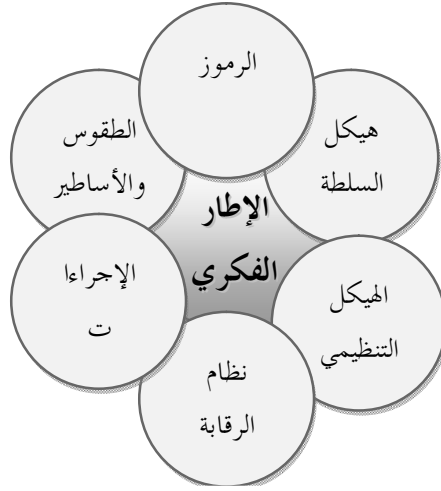 الرموز
هيكل
السلطة
الطقوس
والأساطير
الإطار
الفكري
الإجراءا
ت
الهيكل
التنظيمي
نظام
الرقابة